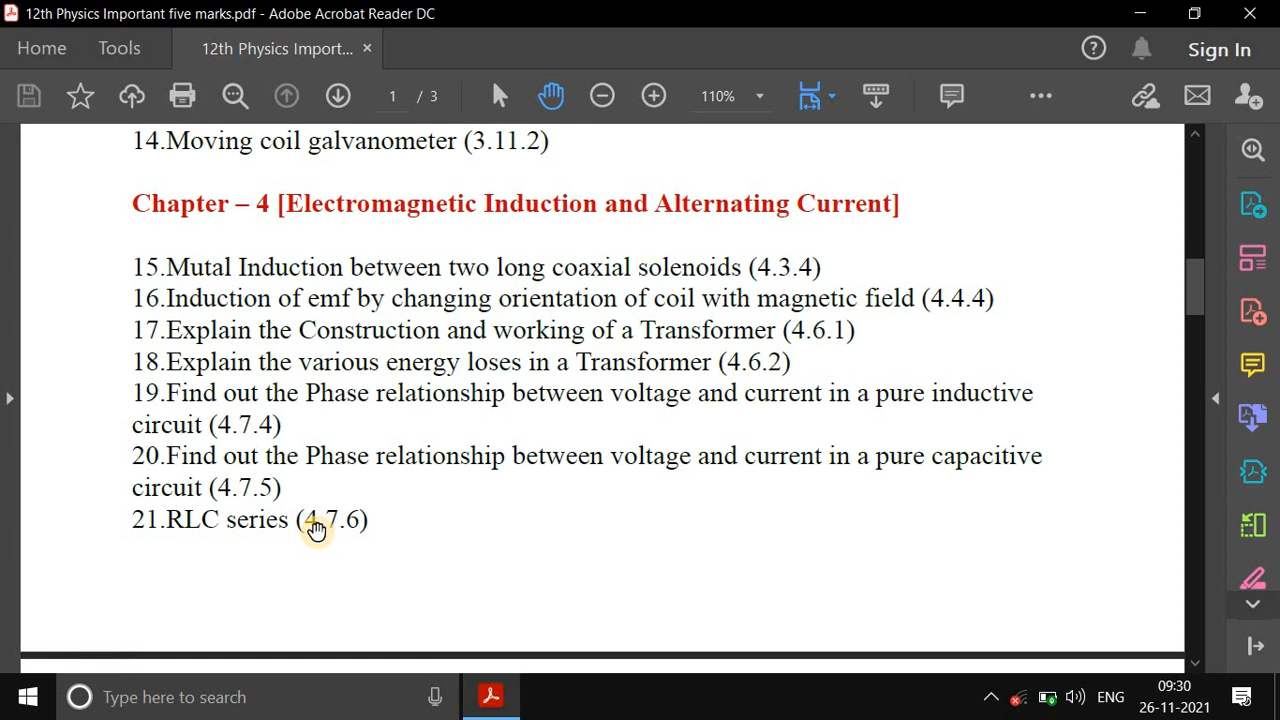 12th Physics Important five marks.pdf - Adobe Acrobat Reader DC
Home Tools 12th Physics Import... ×
Sign In
1 / 3 110%
14.Moving coil galvanometer (3.11.2)
Chapter – 4 [Electromagnetic Induction and Alternating Current]
15.Mutal Induction between two long coaxial solenoids (4.3.4)
16.Induction of emf by changing orientation of coil with magnetic field (4.4.4)
17.Explain the Construction and working of a Transformer (4.6.1)
18.Explain the various energy loses in a Transformer (4.6.2)
19.Find out the Phase relationship between voltage and current in a pure inductive
circuit (4.7.4)
20.Find out the Phase relationship between voltage and current in a pure capacitive
circuit (4.7.5)
21.RLC series (4.7.6)
Type here to search
ENG
09:30
26-11-2021